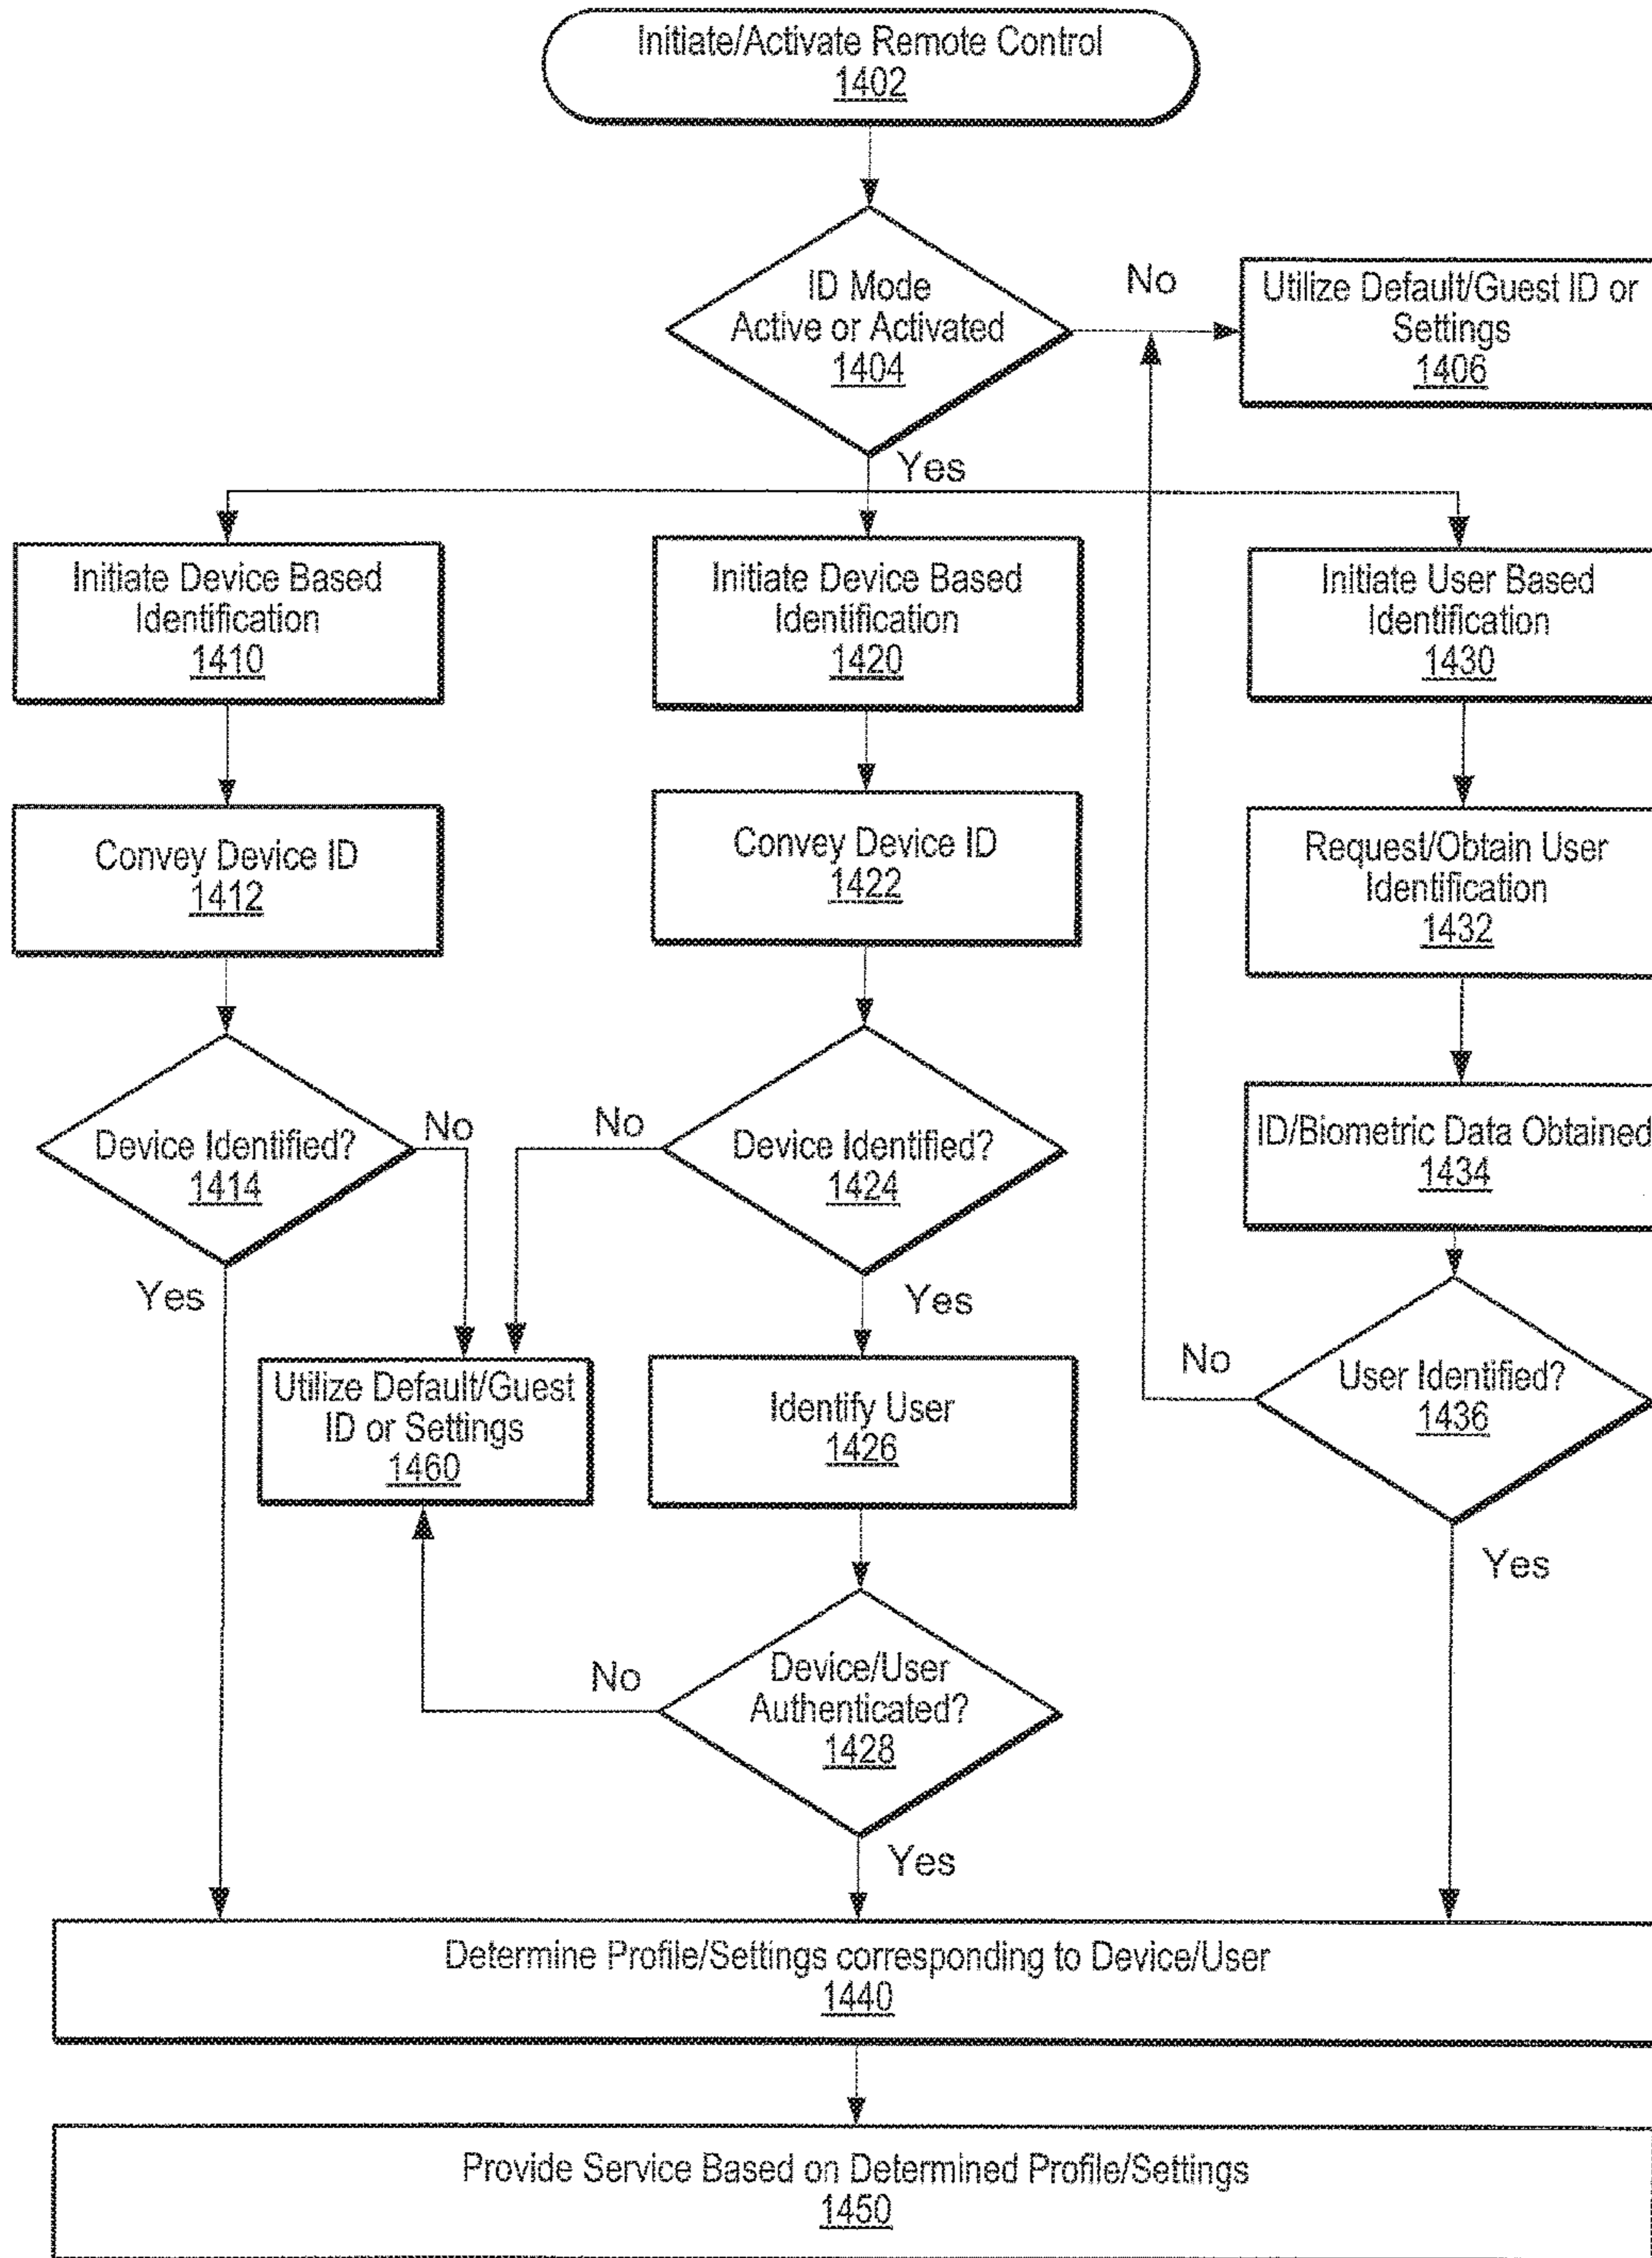 Initiate/Activate Remote Control
1402
ID Mode
Active or Activated
1404
No
Utilize Default/Guest ID or
Settings
1406
Yes
Initiate Device Based
Identification
1410
Initiate Device Based
Identification
1420
Initiate User Based
Identification
1430
Convey Device ID
1412
Convey Device ID
1422
Request/Obtain User
Identification
1432
Device Identified?
1414
No
No
Device Identified?
1424
ID/Biometric Data Obtained
1434
Yes
Yes
Utilize Default/Guest
ID or Settings
1460
Identify User
1426
No
User Identified?
1436
Yes
No
Device/User
Authenticated?
1428
Yes
Determine Profile/Settings corresponding to Device/User
1440
Provide Service Based on Determined Profile/Settings
1450